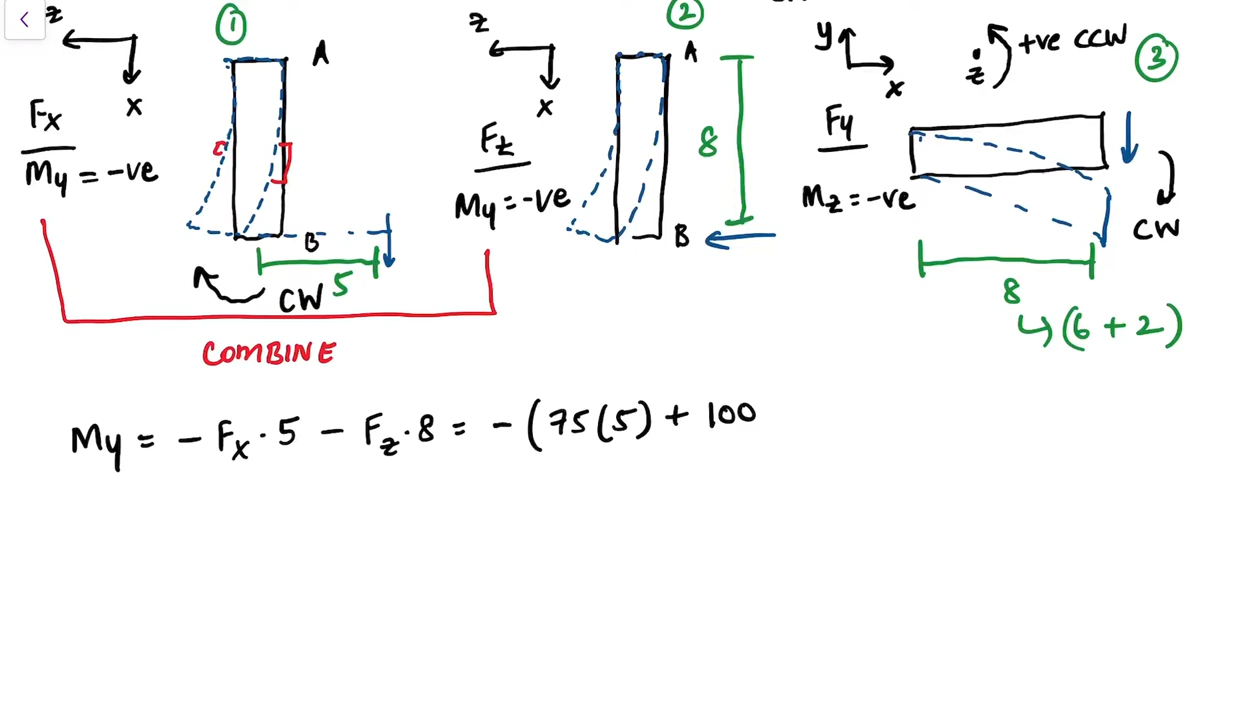 z
x
①
A
Fx
My = -ve
B
5
CW
COMBINE
z
x
②
A
Fz
My = -ve
8
B
y
x
z
+ve CCW
③
Fy
Mz = -ve
CW
8
↳ (6 + 2)
My = - Fx · 5 - Fz · 8 = - (75(5) + 100